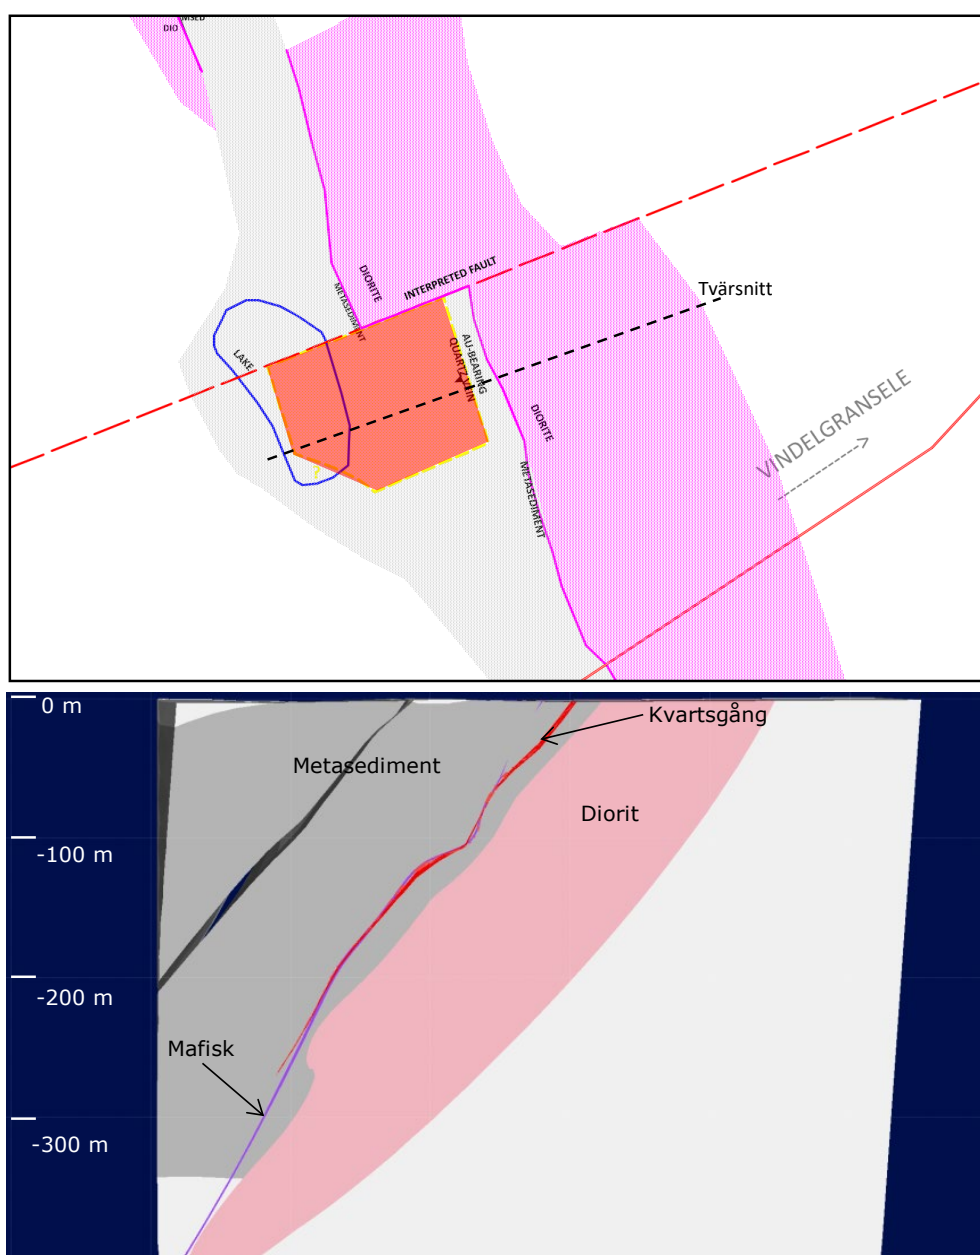 MSED
DIO
DIORITE
METASEDIMENT
INTERPRETED FAULT
Tvärsnitt
LAKE
AU-BEARING
QUARTZ VEIN
DIORITE
METASEDIMENT
VINDELGRANSELE
?
0 m
Kvartsgång
Metasediment
Diorit
-100 m
-200 m
Mafisk
-300 m